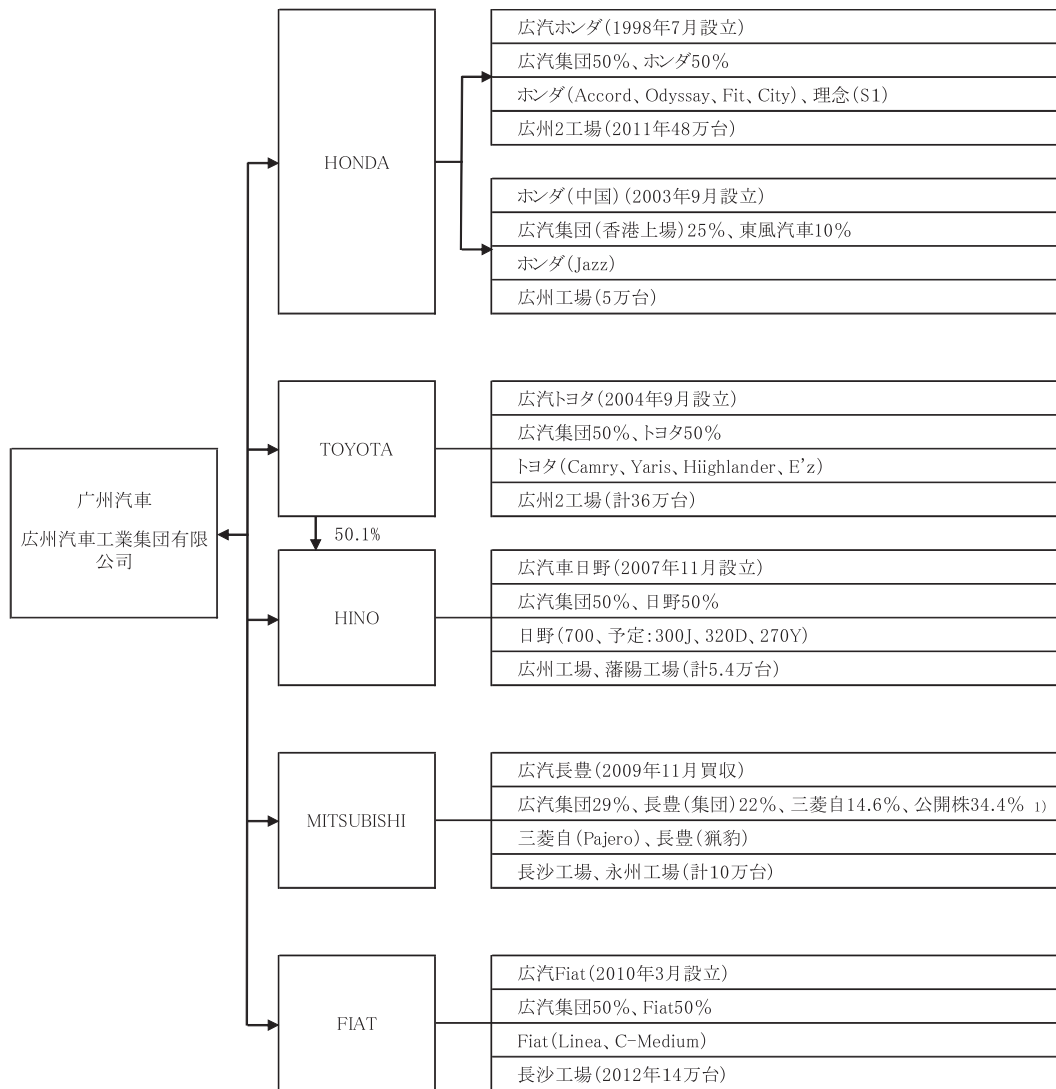 广州汽車
広州汽車工業集団有限
公司
HONDA
広汽ホンダ(1998年7月設立)
広汽集団50%、ホンダ50%
ホンダ(Accord、Odyssay、Fit、City)、理念(S1)
広州2工場(2011年48万台)
ホンダ(中国)(2003年9月設立)
広汽集団(香港上場)25%、東風汽車10%
ホンダ(Jazz)
広州工場(5万台)
TOYOTA
広汽トヨタ(2004年9月設立)
広汽集団50%、トヨタ50%
トヨタ(Camry、Yaris、Hiighlander、E'z)
広州2工場(計36万台)
50.1%
HINO
広汽車日野(2007年11月設立)
広汽集団50%、日野50%
日野(700、予定:300J、320D、270Y)
広州工場、藩陽工場(計5.4万台)
MITSUBISHI
広汽長豊(2009年11月買収)
広汽集団29%、長豊(集団)22%、三菱自14.6%、公開株34.4% 1)
三菱自(Pajero)、長豊(猟豹)
長沙工場、永州工場(計10万台)
FIAT
広汽Fiat(2010年3月設立)
広汽集団50%、Fiat50%
Fiat(Linea、C-Medium)
長沙工場(2012年14万台)